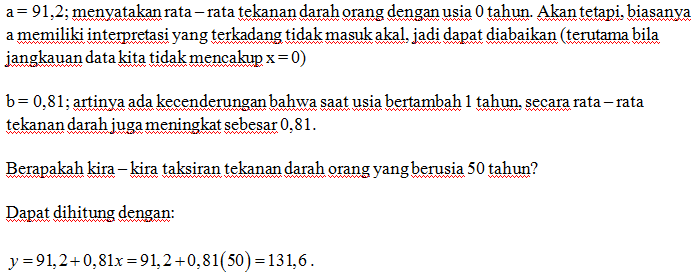 a = 91,2; menyatakan rata – rata tekanan darah orang dengan usia 0 tahun. Akan tetapi, biasanya
a memiliki interpretasi yang terkadang tidak masuk akal, jadi dapat diabaikan (terutama bila
jangkauan data kita tidak mencakup x = 0)
b = 0,81; artinya ada kecenderungan bahwa saat usia bertambah 1 tahun, secara rata – rata
tekanan darah juga meningkat sebesar 0,81.
Berapakah kira – kira taksiran tekanan darah orang yang berusia 50 tahun?
Dapat dihitung dengan:
y = 91,2 + 0,81x = 91,2 + 0,81(50) = 131,6 .